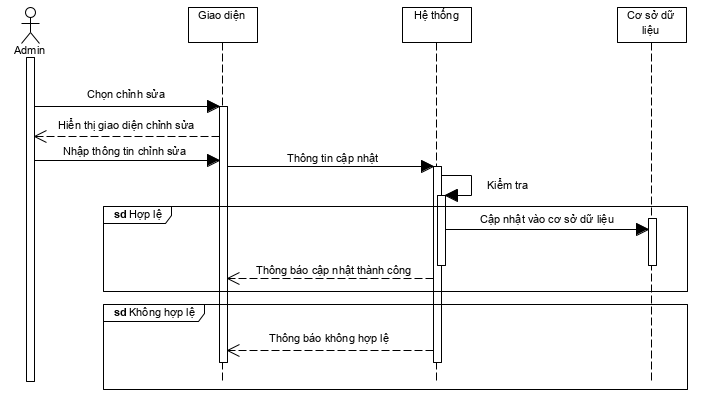 Admin
Giao diện
Hệ thống
Cơ sở dữ
liệu
Chọn chỉnh sửa
Hiển thị giao diện chỉnh sửa
Nhập thông tin chỉnh sửa
Thông tin cập nhật
Kiểm tra
sd Hợp lệ
Cập nhật vào cơ sở dữ liệu
Thông báo cập nhật thành công
sd Không hợp lệ
Thông báo không hợp lệ